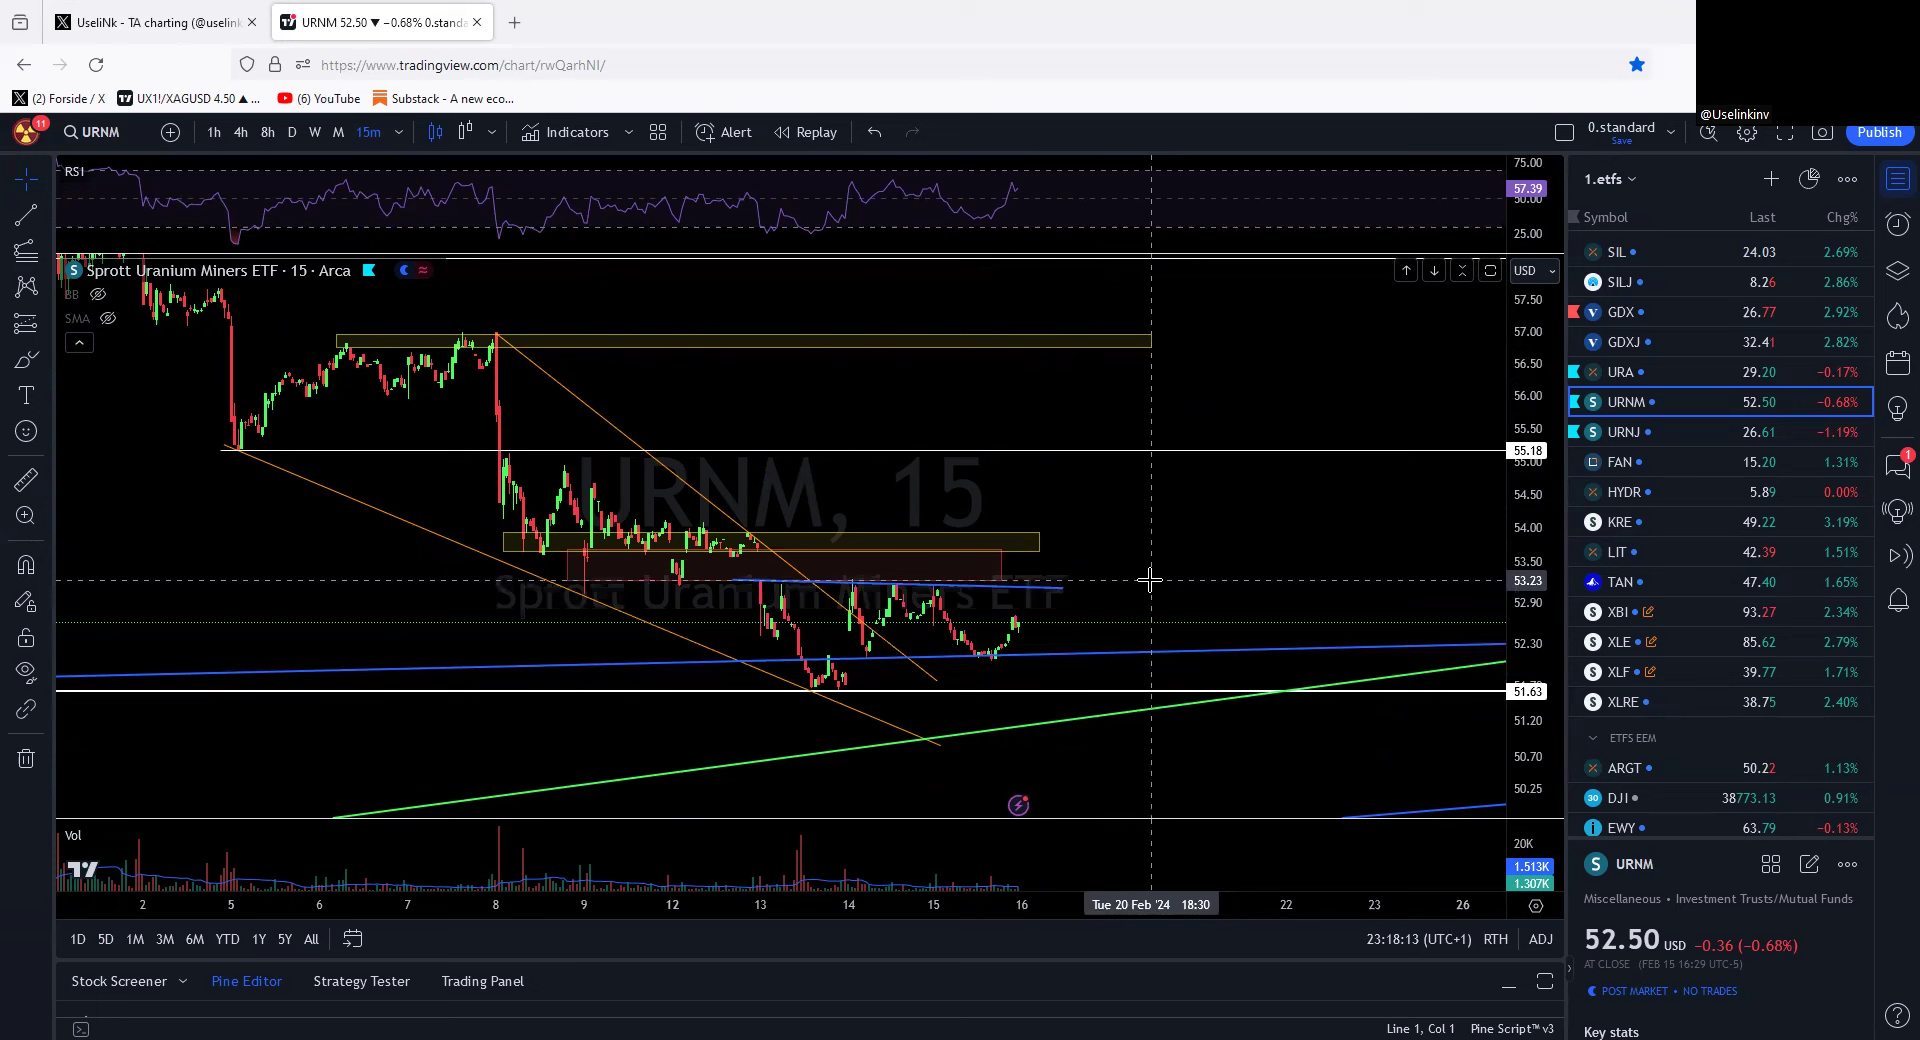 UseliNk - TA charting (@uselink
URNM 52.50 ▼ −0.68% 0.standa
https://www.tradingview.com/chart/rwQarhNI/
(2) Forside / X
UX1!/XAGUSD 4.50 ▲ ...
(6) YouTube
Substack - A new eco...
@Uselinkinv
11
URNM
1h 4h 8h D W M 15m
Indicators
Alert
Replay
0.standard
Save
Publish
RSI
75.00
57.39
50.00
25.00
Sprott Uranium Miners ETF · 15 · Arca
USD
BB
SMA
57.50
57.00
56.50
56.00
55.50
55.18
55.00
54.50
54.00
53.50
53.23
52.90
52.30
51.63
51.20
50.70
50.25
URNM, 15
Sprott Uranium Miners ETF
Vol
20K
1.513K
1.307K
2 5 6 7 8 9 12 13 14 15 16 Tue 20 Feb '24 18:30 22 23 26
1D 5D 1M 3M 6M YTD 1Y 5Y All
23:18:13 (UTC+1) RTH ADJ
Stock Screener Pine Editor Strategy Tester Trading Panel
Line 1, Col 1 Pine Script™ v3
1.etfs
Symbol Last Chg%
SIL 24.03 2.69%
SILJ 8.26 2.86%
GDX 26.77 2.92%
GDXJ 32.41 2.82%
URA 29.20 −0.17%
URNM 52.50 −0.68%
URNJ 26.61 −1.19%
FAN 15.20 1.31%
HYDR 5.89 0.00%
KRE 49.22 3.19%
LIT 42.39 1.51%
TAN 47.40 1.65%
XBI 93.27 2.34%
XLE 85.62 2.79%
XLF 39.77 1.71%
XLRE 38.75 2.40%
ETFS EEM
ARGT 50.22 1.13%
DJI 38773.13 0.91%
EWY 63.79 −0.13%
1
URNM
Miscellaneous • Investment Trusts/Mutual Funds
52.50 USD −0.36 (−0.68%)
AT CLOSE (FEB 15 16:29 UTC-5)
POST MARKET • NO TRADES
Key stats